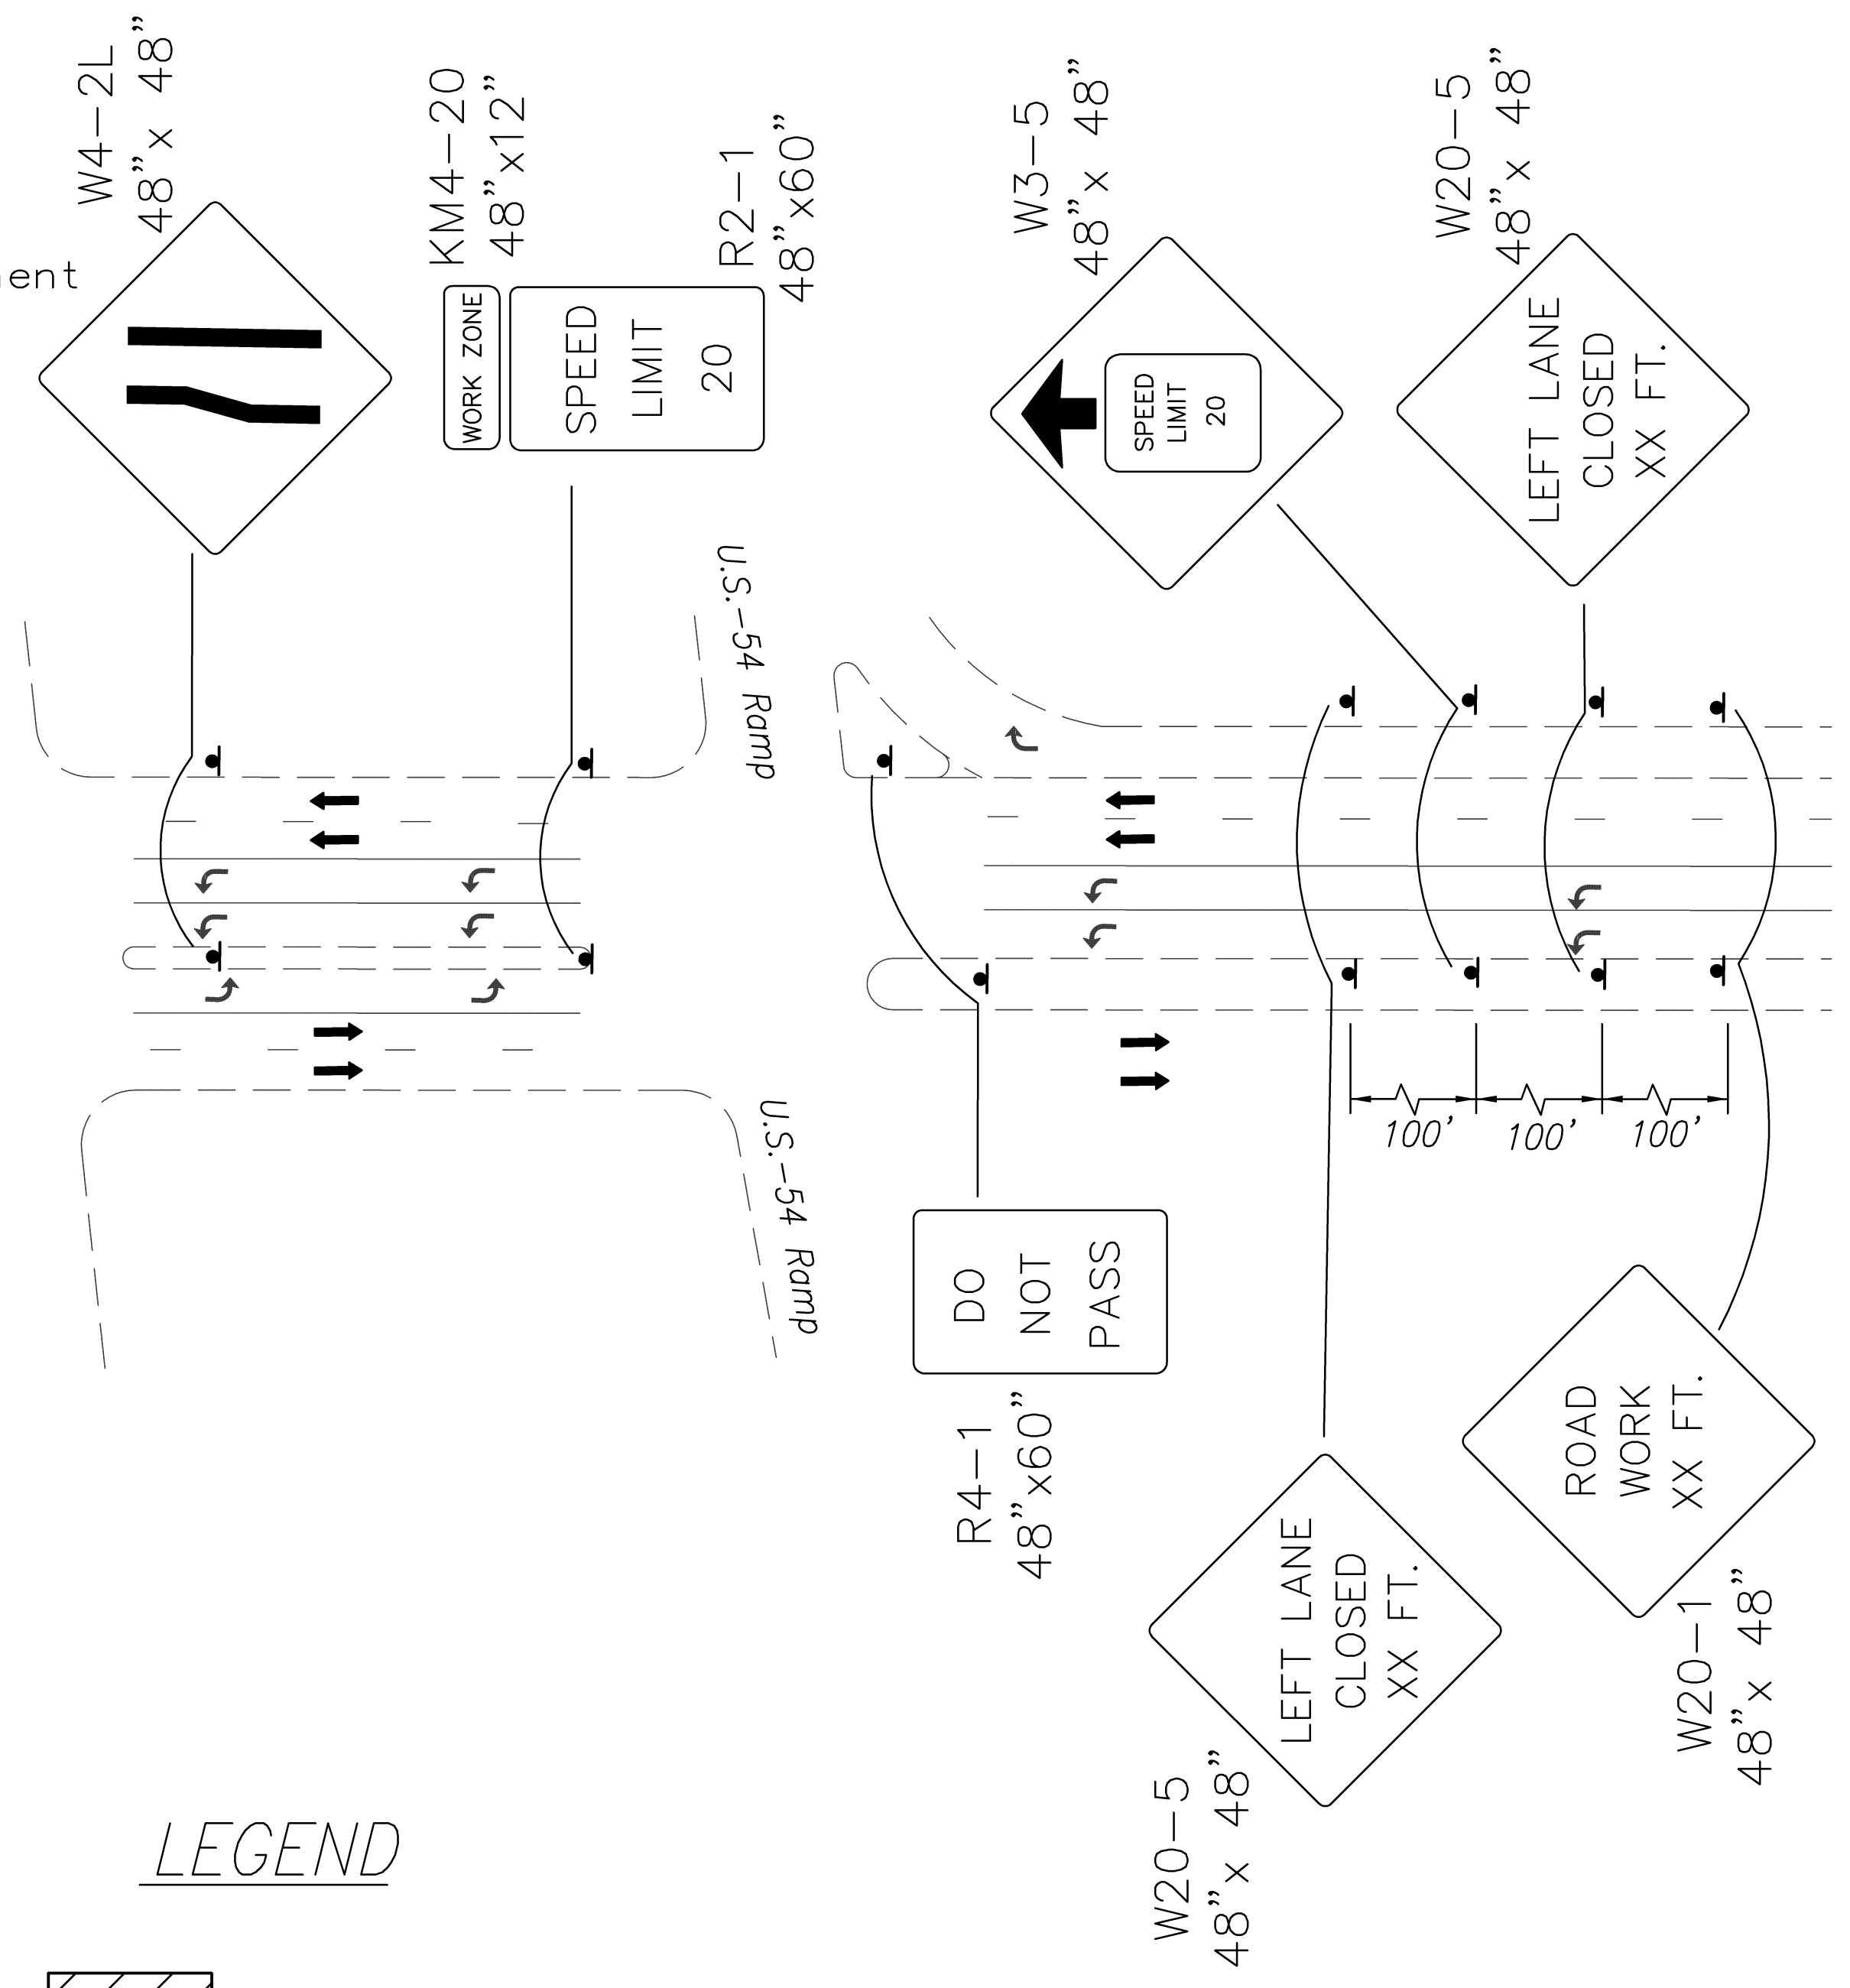 ent
W4-2L
48" x 48"
KM4-20
48"x12"
WORK ZONE
SPEED
LIMIT
20
R2-1
48"x60"
U.S.-54 Ramp
U.S.-54 Ramp
W3-5
48" x 48"
SPEED
LIMIT
20
W20-5
48" x 48"
LEFT LANE
CLOSED
XX FT.
100'
100'
100'
DO
NOT
PASS
R4-1
48"x60"
LEFT LANE
CLOSED
XX FT.
W20-5
48" x 48"
ROAD
WORK
XX FT.
W20-1
48" x 48"
LEGEND